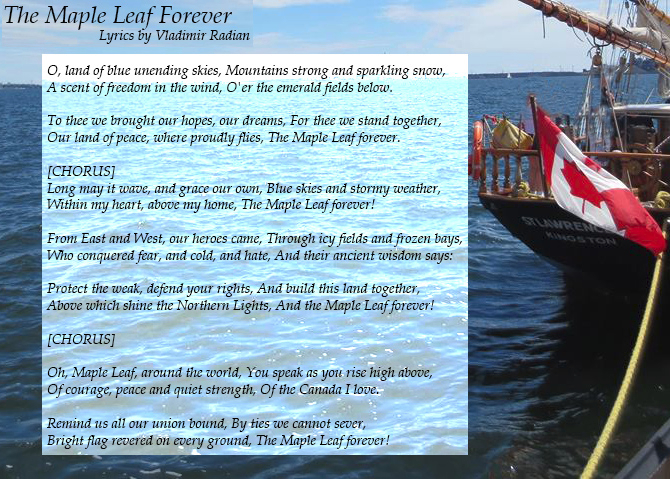 The Maple Leaf Forever
Lyrics by Vladimir Radian
O, land of blue unending skies, Mountains strong and sparkling snow,
A scent of freedom in the wind, O'er the emerald fields below.
To thee we brought our hopes, our dreams, For thee we stand together,
Our land of peace, where proudly flies, The Maple Leaf forever.
[CHORUS]
Long may it wave, and grace our own, Blue skies and stormy weather,
Within my heart, above my home, The Maple Leaf forever!
From East and West, our heroes came, Through icy fields and frozen bays,
Who conquered fear, and cold, and hate, And their ancient wisdom says:
Protect the weak, defend your rights, And build this land together,
Above which shine the Northern Lights, And the Maple Leaf forever!
[CHORUS]
Oh, Maple Leaf, around the world, You speak as you rise high above,
Of courage, peace and quiet strength, Of the Canada I love.
Remind us all our union bound, By ties we cannot sever,
Bright flag revered on every ground, The Maple Leaf forever!
ST.LAWRENCE
KINGSTON